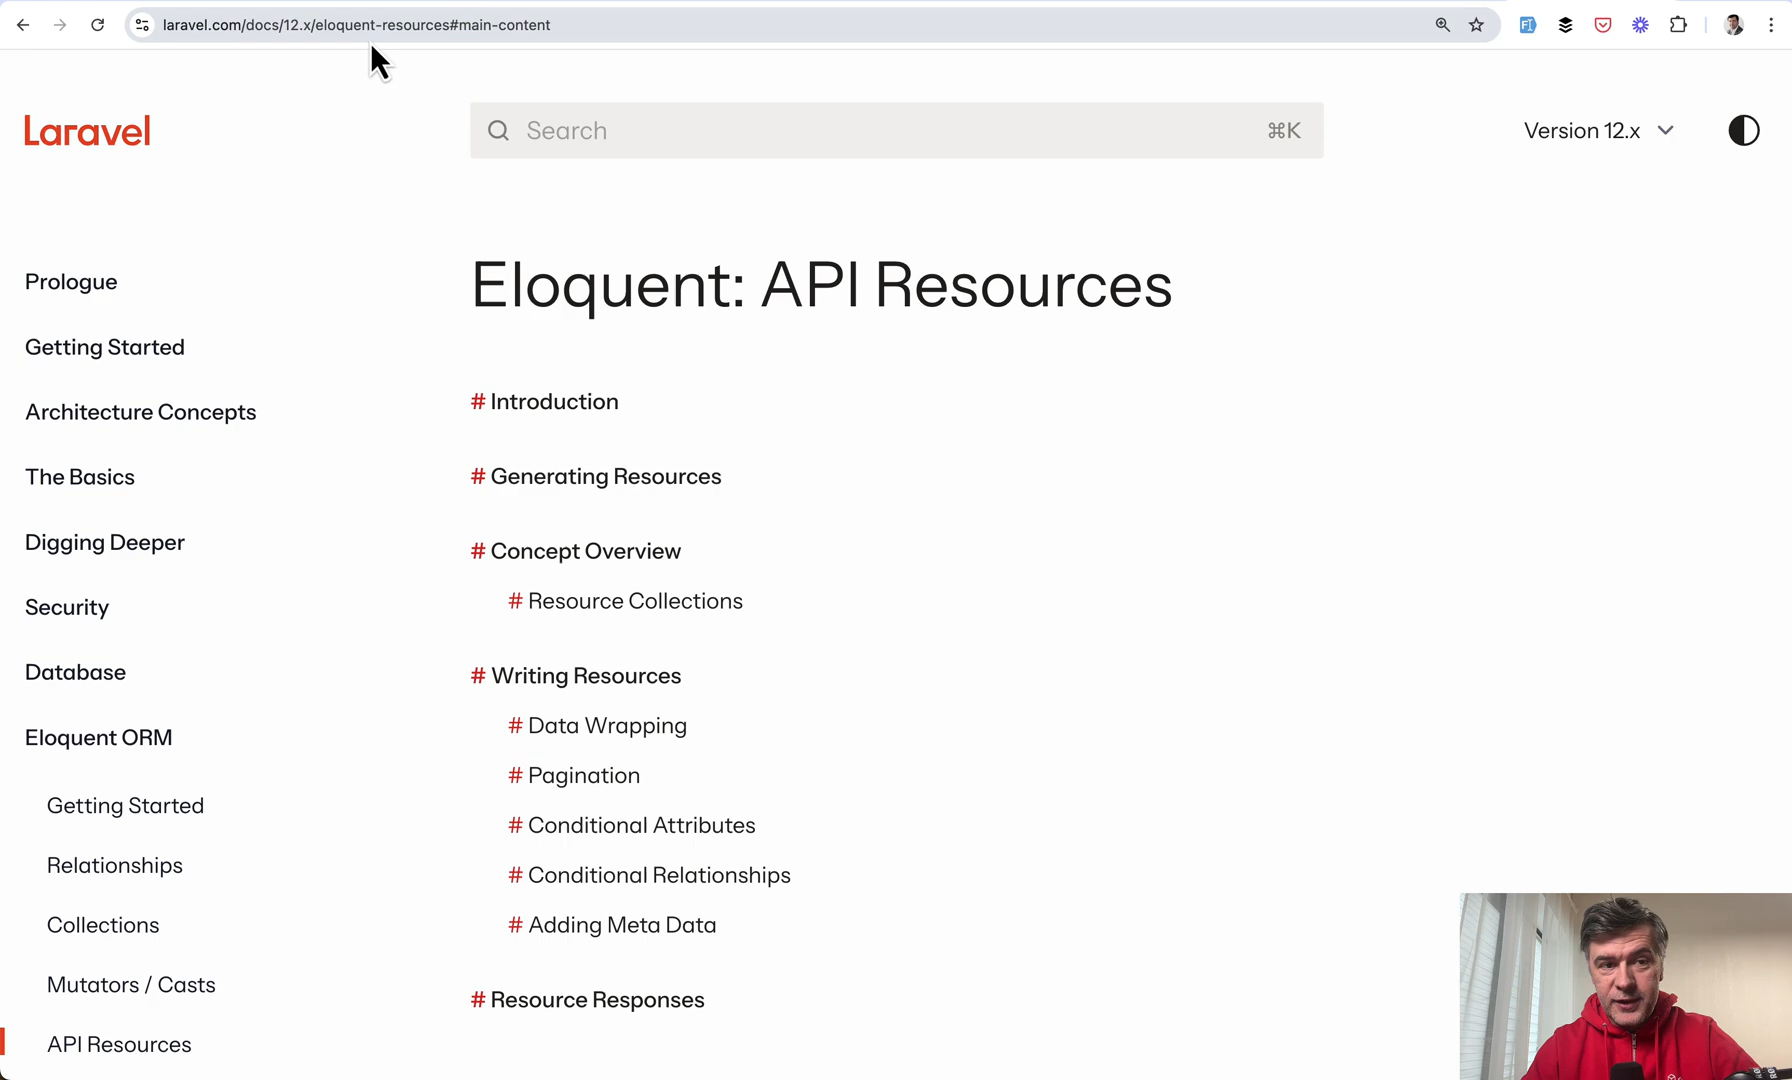 laravel.com/docs/12.x/eloquent-resources#main-content
Laravel
Search
⌘K
Version 12.x
Prologue
Getting Started
Architecture Concepts
The Basics
Digging Deeper
Security
Database
Eloquent ORM
Getting Started
Relationships
Collections
Mutators / Casts
API Resources
Eloquent: API Resources
# Introduction
# Generating Resources
# Concept Overview
# Resource Collections
# Writing Resources
# Data Wrapping
# Pagination
# Conditional Attributes
# Conditional Relationships
# Adding Meta Data
# Resource Responses